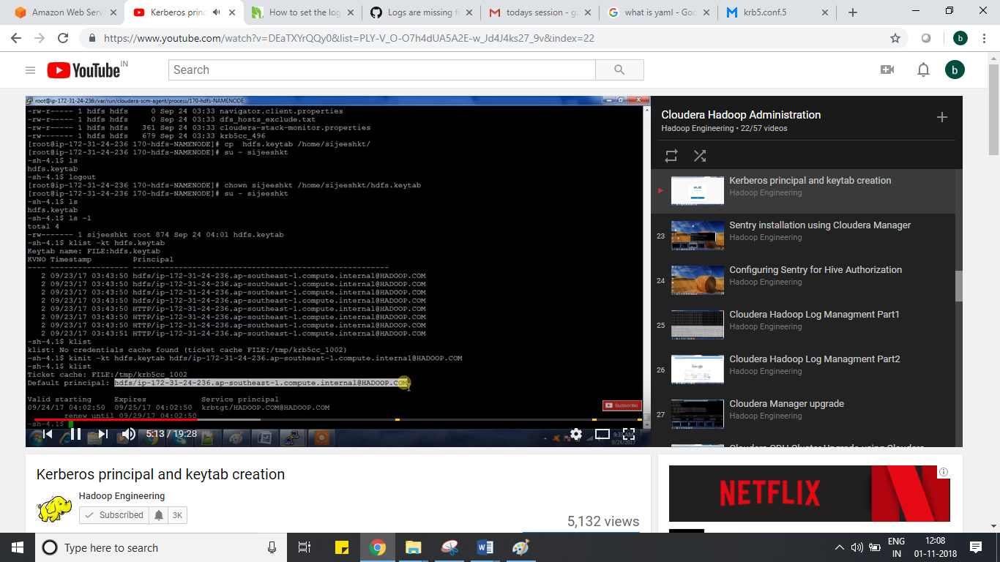 Amazon Web Serv
Kerberos princ
How to set the log
Logs are missing f
todays session - g
what is yaml - Goo
krb5.conf.5
https://www.youtube.com/watch?v=DEaTXYrQQy0&list=PLY-V_O-O7h4dUA5A2E-w_Jd4J4ks27_9v&index=22
b
YouTube IN
Search
b
root@ip-172-31-24-236:/var/run/cloudera-scm-agent/process/170-hdfs-NAMENODE
-rw-r----- 1 hdfs hdfs    0 Sep 24 03:33 navigator.client.properties
-rw-r----- 1 hdfs hdfs    0 Sep 24 03:33 dfs_hosts_exclude.txt
-rw-r----- 1 hdfs hdfs  361 Sep 24 03:33 cloudera-stack-monitor.properties
-rw------- 1 hdfs hdfs  679 Sep 24 03:33 krb5cc_496
[root@ip-172-31-24-236 170-hdfs-NAMENODE]# cp  hdfs.keytab /home/sijeeshkt/
[root@ip-172-31-24-236 170-hdfs-NAMENODE]# su - sijeeshkt
-sh-4.1$ ls
hdfs.keytab
-sh-4.1$ logout
[root@ip-172-31-24-236 170-hdfs-NAMENODE]# chown sijeeshkt /home/sijeeshkt/hdfs.keytab
[root@ip-172-31-24-236 170-hdfs-NAMENODE]# su - sijeeshkt
-sh-4.1$ ls
hdfs.keytab
-sh-4.1$ ls -l
total 4
-rw------- 1 sijeeshkt root 874 Sep 24 04:01 hdfs.keytab
-sh-4.1$ klist -kt hdfs.keytab
Keytab name: FILE:hdfs.keytab
KVNO Timestamp         Principal
---- ----------------- --------------------------------------------------------
   2 09/23/17 03:43:50 hdfs/ip-172-31-24-236.ap-southeast-1.compute.internal@HADOOP.COM
   2 09/23/17 03:43:50 hdfs/ip-172-31-24-236.ap-southeast-1.compute.internal@HADOOP.COM
   2 09/23/17 03:43:50 hdfs/ip-172-31-24-236.ap-southeast-1.compute.internal@HADOOP.COM
   2 09/23/17 03:43:50 hdfs/ip-172-31-24-236.ap-southeast-1.compute.internal@HADOOP.COM
   2 09/23/17 03:43:50 HTTP/ip-172-31-24-236.ap-southeast-1.compute.internal@HADOOP.COM
   2 09/23/17 03:43:50 HTTP/ip-172-31-24-236.ap-southeast-1.compute.internal@HADOOP.COM
   2 09/23/17 03:43:50 HTTP/ip-172-31-24-236.ap-southeast-1.compute.internal@HADOOP.COM
   2 09/23/17 03:43:51 HTTP/ip-172-31-24-236.ap-southeast-1.compute.internal@HADOOP.COM
-sh-4.1$ klist
klist: No credentials cache found (ticket cache FILE:/tmp/krb5cc_1002)
-sh-4.1$ kinit -kt hdfs.keytab hdfs/ip-172-31-24-236.ap-southeast-1.compute.internal@HADOOP.COM
-sh-4.1$ klist
Ticket cache: FILE:/tmp/krb5cc_1002
Default principal: hdfs/ip-172-31-24-236.ap-southeast-1.compute.internal@HADOOP.COM
Valid starting     Expires            Service principal
09/24/17 04:02:50  09/25/17 04:02:50  krbtgt/HADOOP.COM@HADOOP.COM
renew until 09/29/17 04:02:50
-sh-4.1$
Subscribe
5:13 / 19:28
9/24/2017
Cloudera Hadoop Administration
Hadoop Engineering • 22/57 videos
Kerberos principal and keytab creation
Hadoop Engineering
23
Sentry installation using Cloudera Manager
Hadoop Engineering
24
Configuring Sentry for Hive Authorization
Hadoop Engineering
25
Cloudera Hadoop Log Managment Part1
Hadoop Engineering
26
Cloudera Hadoop Log Managment Part2
Hadoop Engineering
27
Cloudera Manager upgrade
Hadoop Engineering
Cloudera CDH Cluster Upgrade using Cloudera
Kerberos principal and keytab creation
Hadoop Engineering
Subscribed 3K
5,132 views
NETFLIX
Type here to search
ENG
IN
12:08
01-11-2018